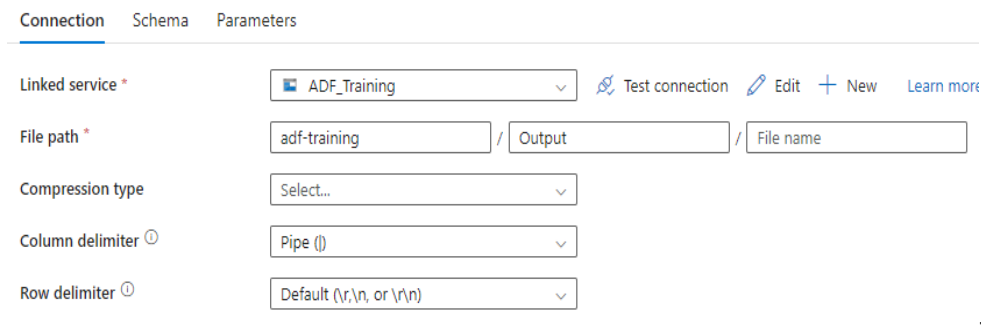 Connection Schema Parameters
Linked service * ADF_Training Test connection Edit New Learn more
File path * adf-training / Output / File name
Compression type Select...
Column delimiter Pipe (|)
Row delimiter Default (\r,\n, or \r\n)